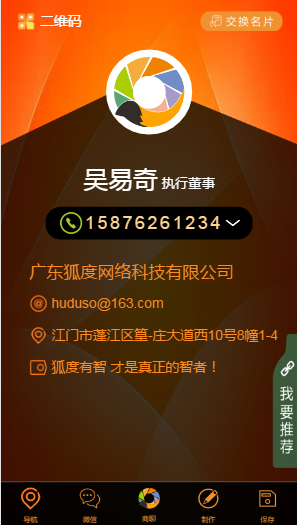 二维码
交换名片
吴易奇 执行董事
15876261234
广东狐度网络科技有限公司
huduso@163.com
江门市蓬江区篁-庄大道西10号8幢1-4
狐度有智 才是真正的智者！
我要推荐
导航 微信 商聊 制作 保存